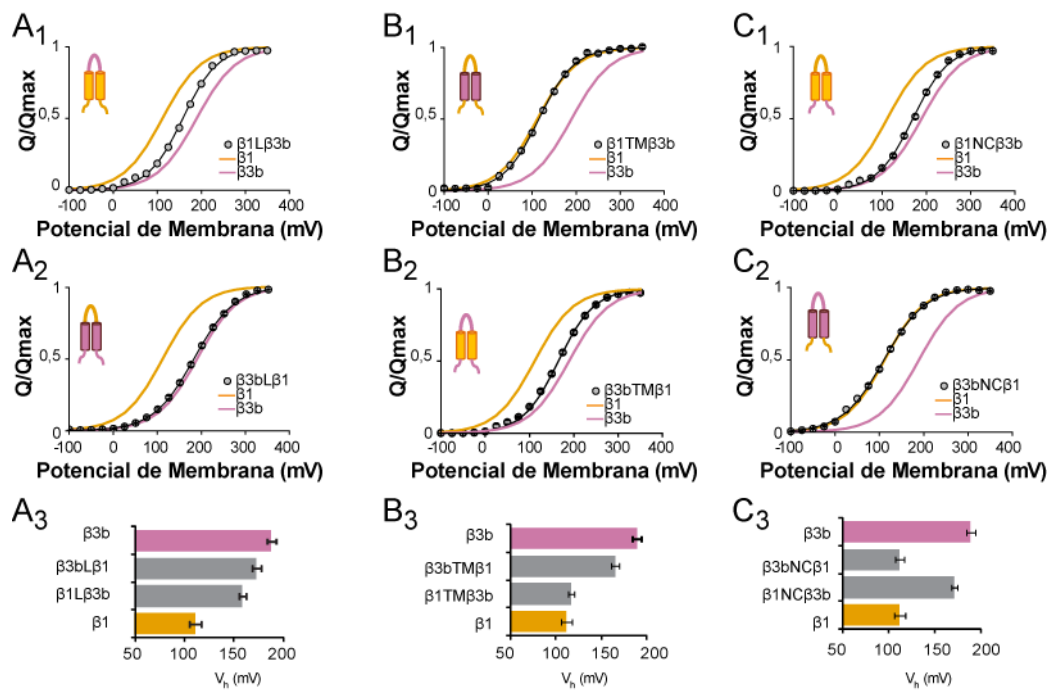 A1
1
0.5
0
Q/Qmax
β1Lβ3b
β1
β3b
-100 0 100 200 300 400
Potencial de Membrana (mV)
B1
1
0.5
0
β1TMβ3b
β1
β3b
-100 0 100 200 300 400
Potencial de Membrana (mV)
C1
1
0,5
0
β1NCβ3b
β1
β3b
-100 0 100 200 300 400
Potencial de Membrana (mV)
A2
1
0.5
0
Q/Qmax
β3bLβ1
β1
β3b
-100 0 100 200 300 400
Potencial de Membrana (mV)
B2
1
0,5
0
Q/Qmax
β3bTMβ1
β1
β3b
-100 0 100 200 300 400
Potencial de Membrana (mV)
C2
1
0,5
0
Q/Qmax
β3bNCβ1
β1
β3b
-100 0 100 200 300 400
Potencial de Membrana (mV)
A3
β3b
β3bLβ1
β1Lβ3b
β1
50 100 150 200
Vh (mV)
B3
β3b
β3bTMβ1
β1TMβ3b
β1
50 100 150 200
Vh (mV)
C3
β3b
β3bNCβ1
β1NCβ3b
β1
50 100 150 200
Vh (mV)